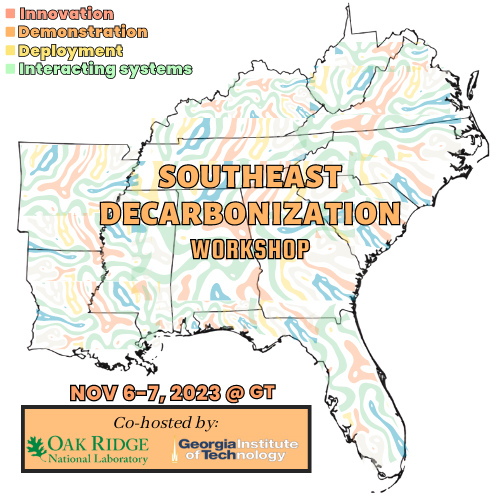 Innovation
Demonstration
Deployment
Interacting systems
SOUTHEAST
DECARBONIZATION
WORKSHOP
NOV 6-7, 2023 @ GT
Co-hosted by:
OAK RIDGE
National Laboratory
Georgia Institute
of Technology